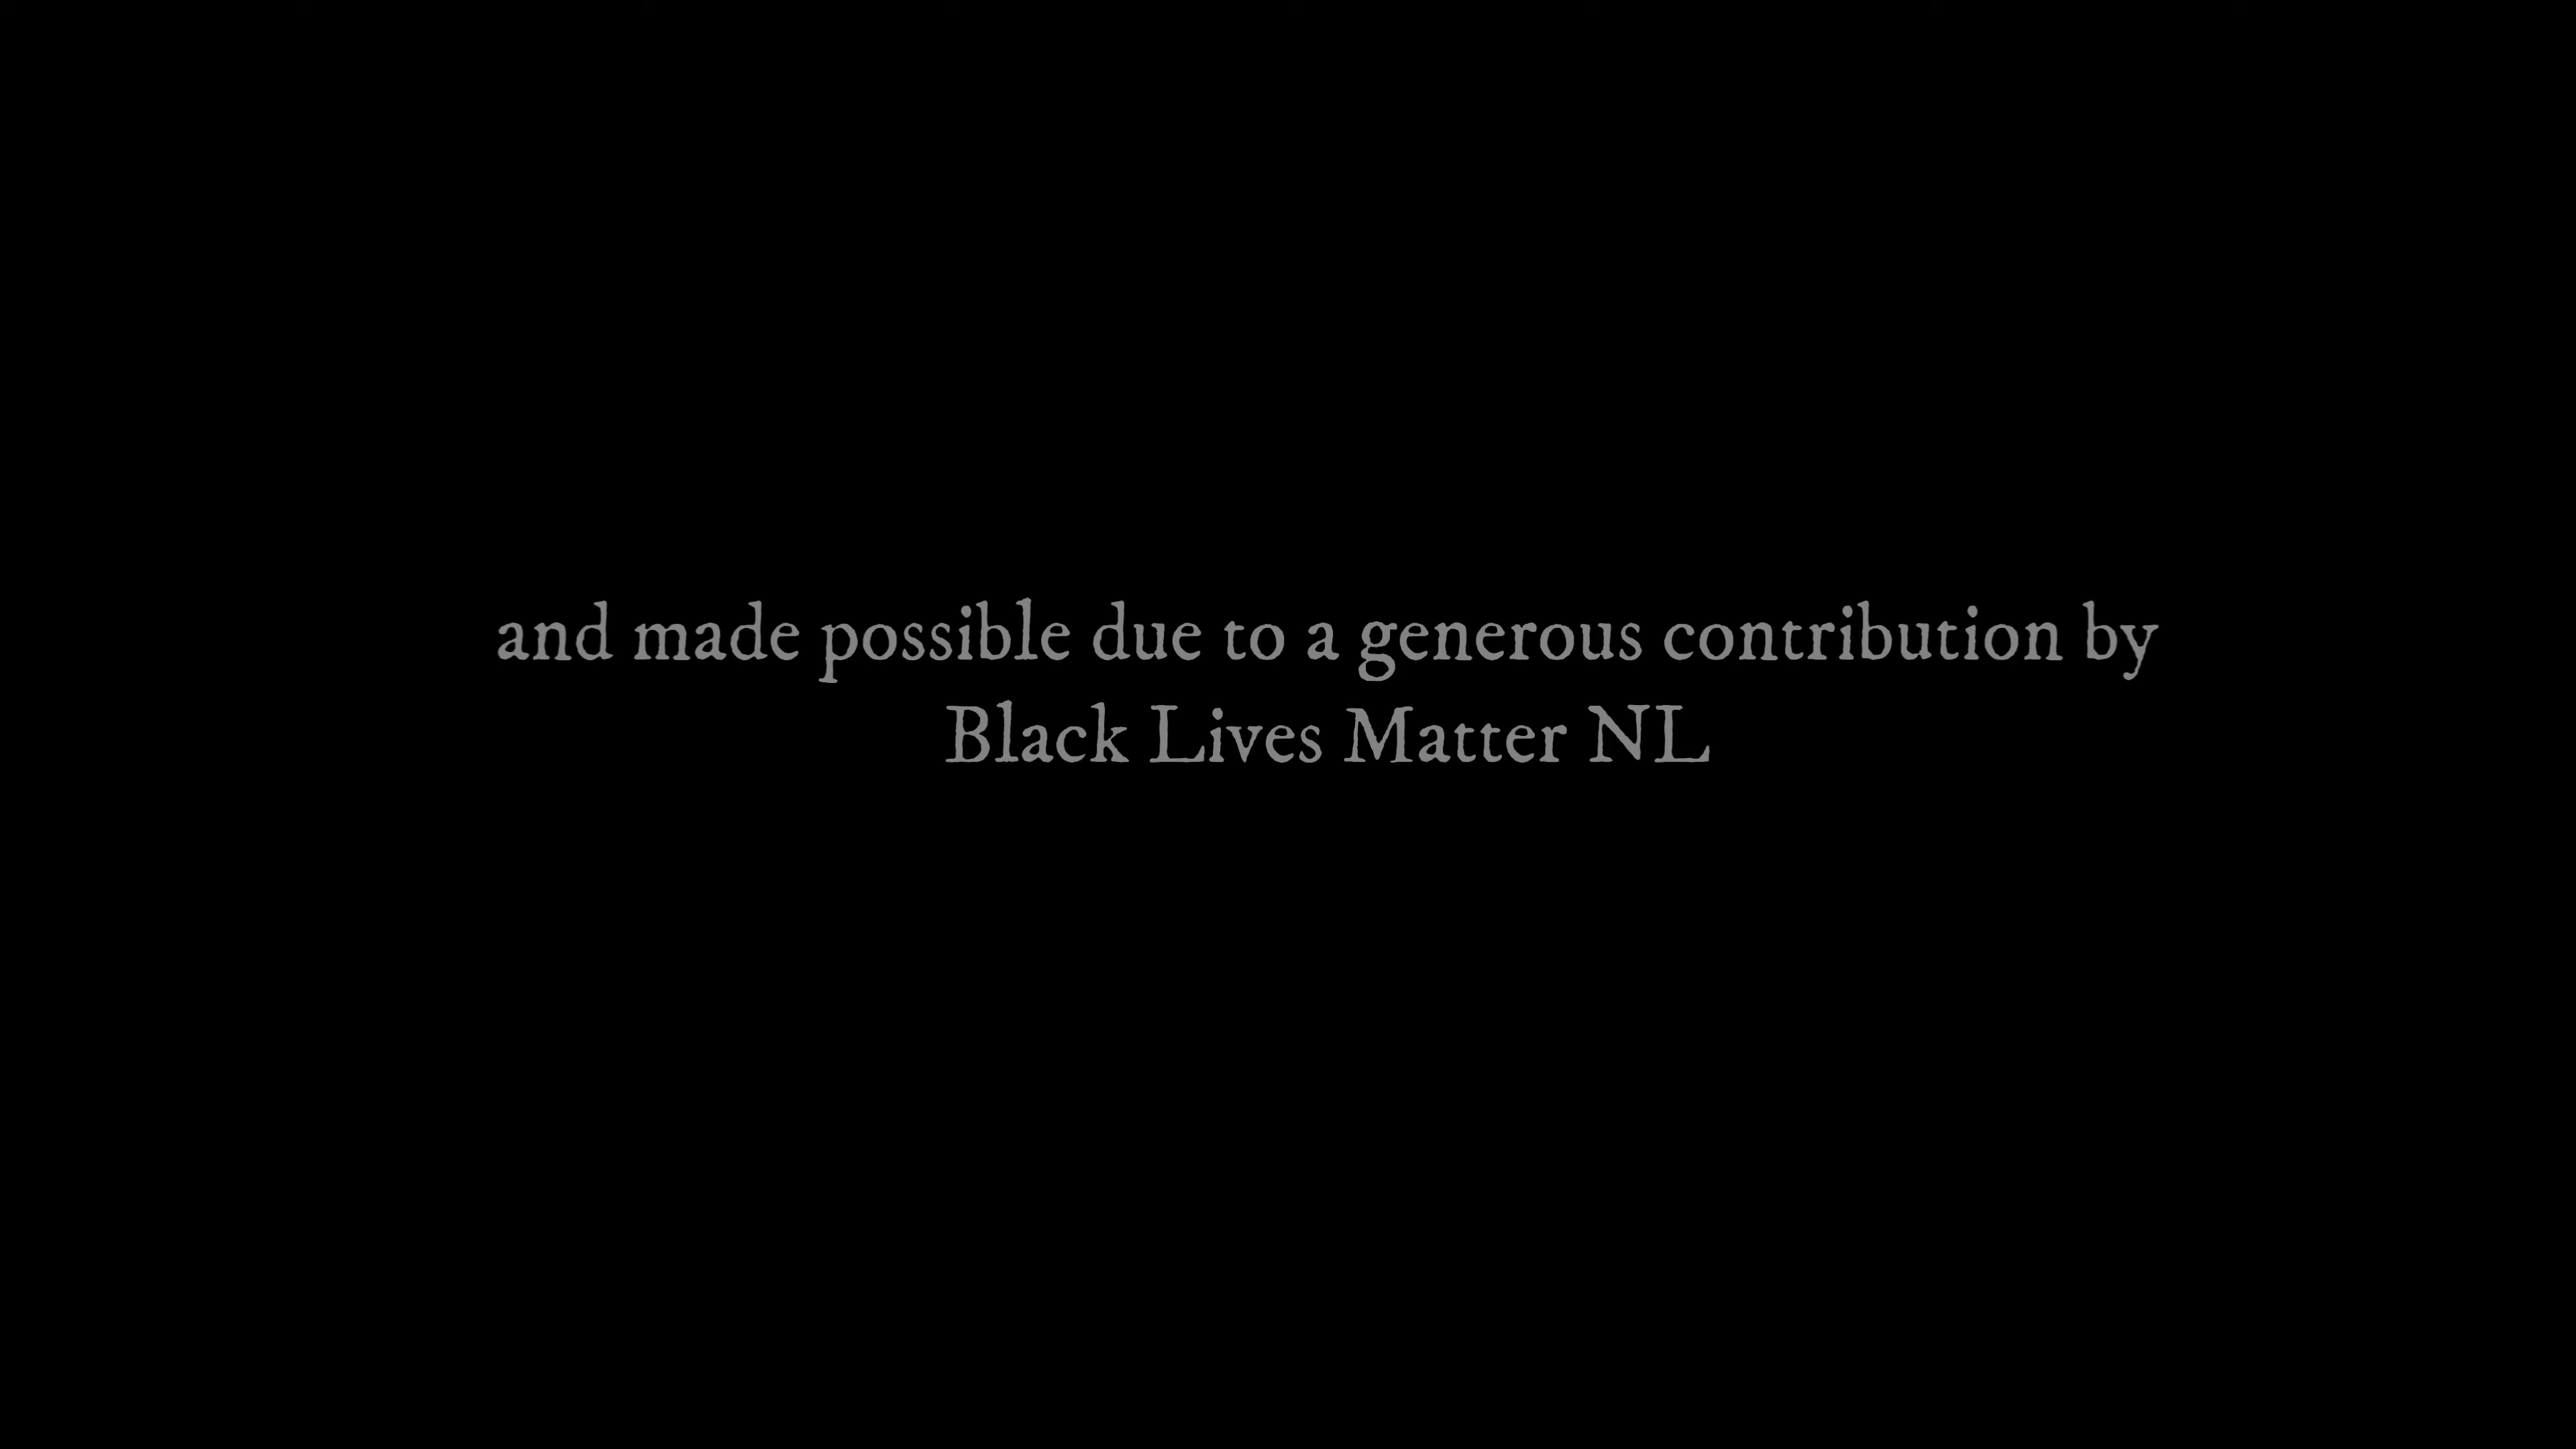 and made possible due to a generous contribution by
Black Lives Matter NL